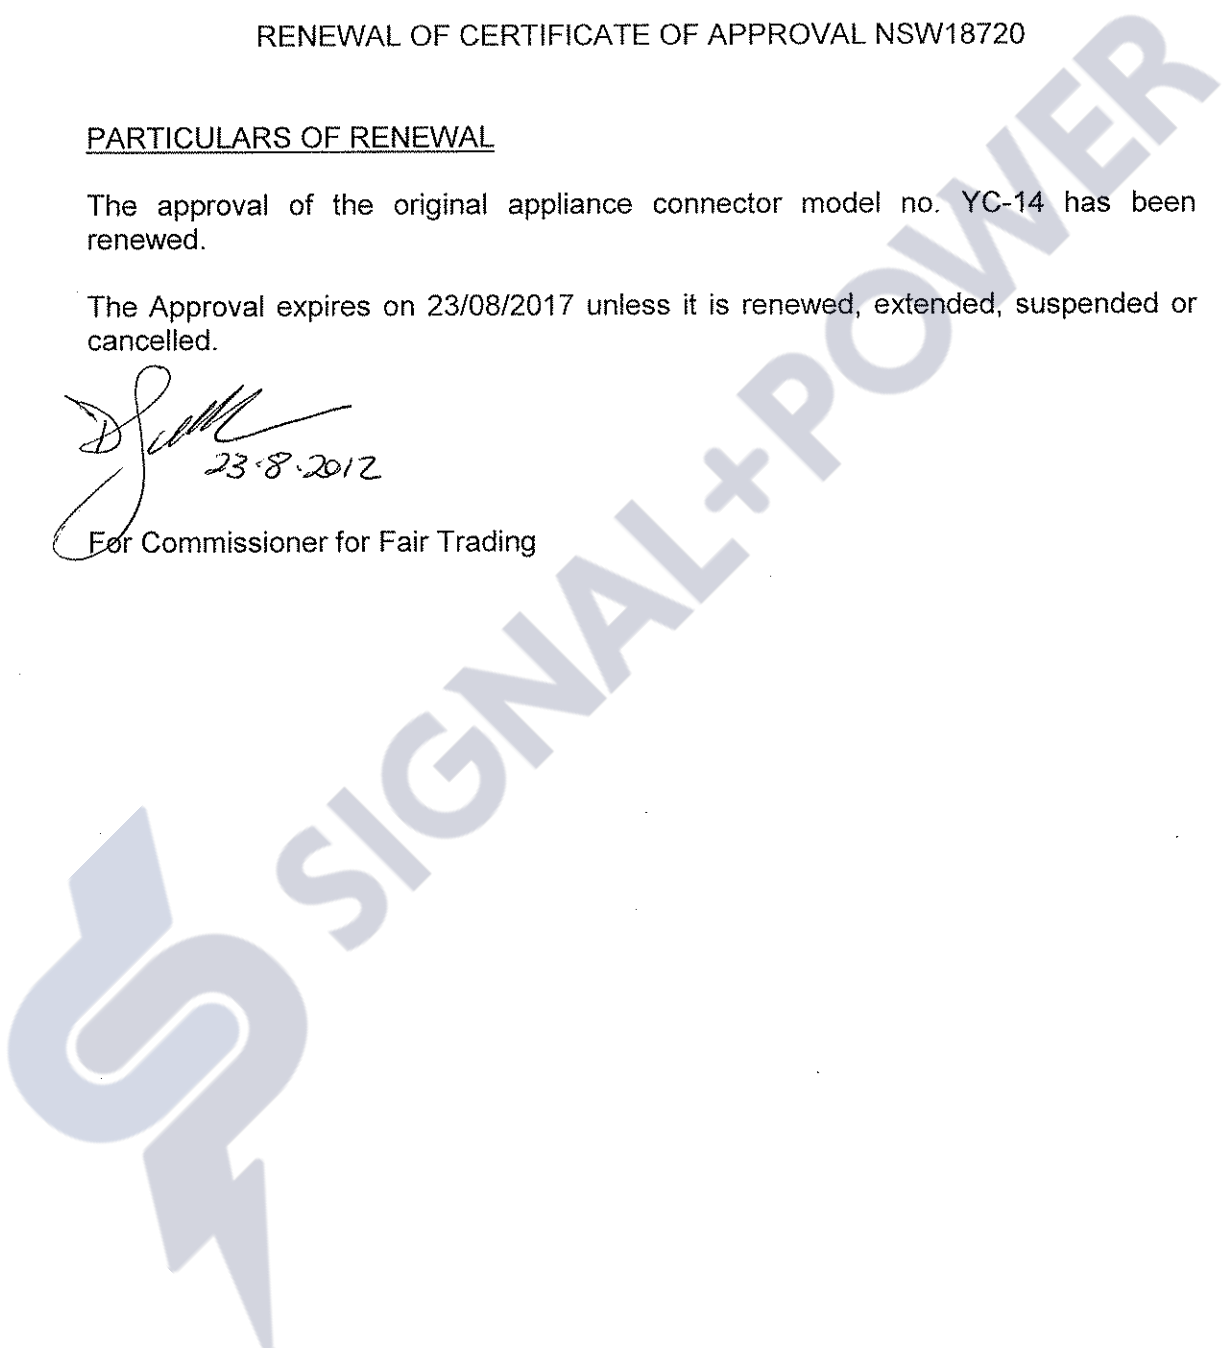 RENEWAL OF CERTIFICATE OF APPROVAL NSW18720
PARTICULARS OF RENEWAL
The approval of the original appliance connector model no. YC-14 has been
renewed.
The Approval expires on 23/08/2017 unless it is renewed, extended, suspended or
cancelled.
23.8.2012
For Commissioner for Fair Trading
SIGNAL+POWER